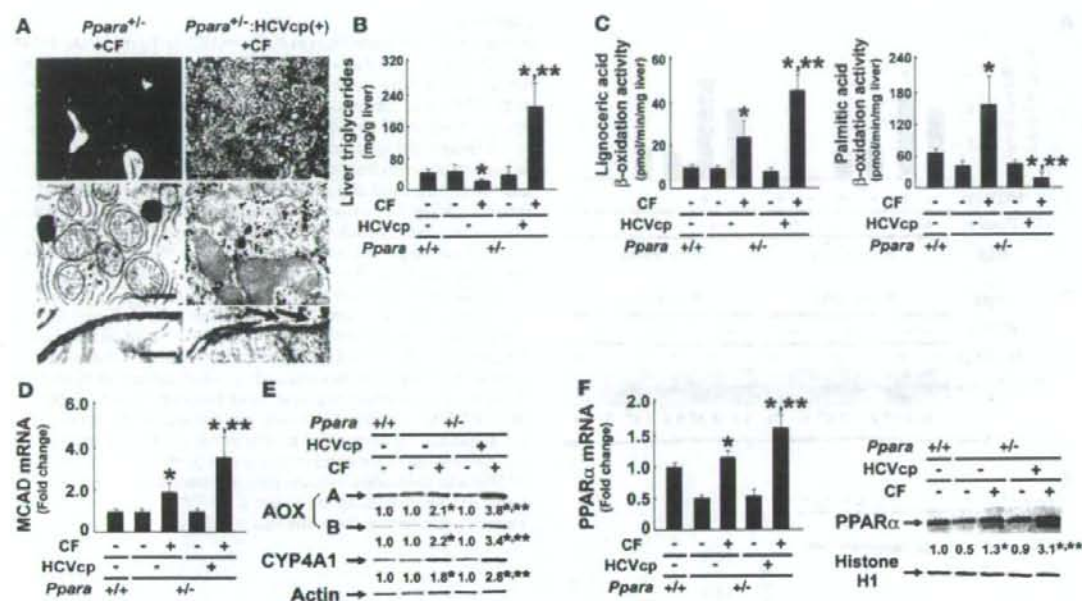 A
Ppara+/- +CF
Ppara+/-:HCVcp(+) +CF
B
Liver triglycerides
(mg/g liver)
320
240
160
80
0
*
*,**
- - + - +
CF
- - +
HCVcp
+/+ +/-
Ppara
C
Lignoceric acid
β-oxidation activity
(pmol/min/mg liver)
60
40
20
0
*
*,**
- - + - +
CF
- - +
HCVcp
+/+ +/-
Ppara
Palmitic acid
β-oxidation activity
(pmol/min/mg liver)
240
180
120
60
0
*
*,**
- - + - +
CF
- - +
HCVcp
+/+ +/-
Ppara
D
MCAD mRNA
(Fold change)
6.0
4.0
2.0
0
*
*,**
CF - - + - +
HCVcp - - +
Ppara +/+ +/-
E
Ppara +/+ +/-
HCVcp - - +
CF - - + - +
AOX
A
1.0 1.0 2.1* 1.0 3.8*,**
B
1.0 1.0 2.2* 1.0 3.4*,**
CYP4A1
1.0 1.0 1.8* 1.0 2.8*,**
Actin
F
PPARα mRNA
(Fold change)
2.0
1.5
1.0
0.5
0
*
*,**
CF - - + - +
HCVcp - - +
Ppara +/+ +/-
Ppara +/+ +/-
HCVcp - - +
CF - - + - +
PPARα
1.0 0.5 1.3* 0.9 3.1*,**
Histone
H1